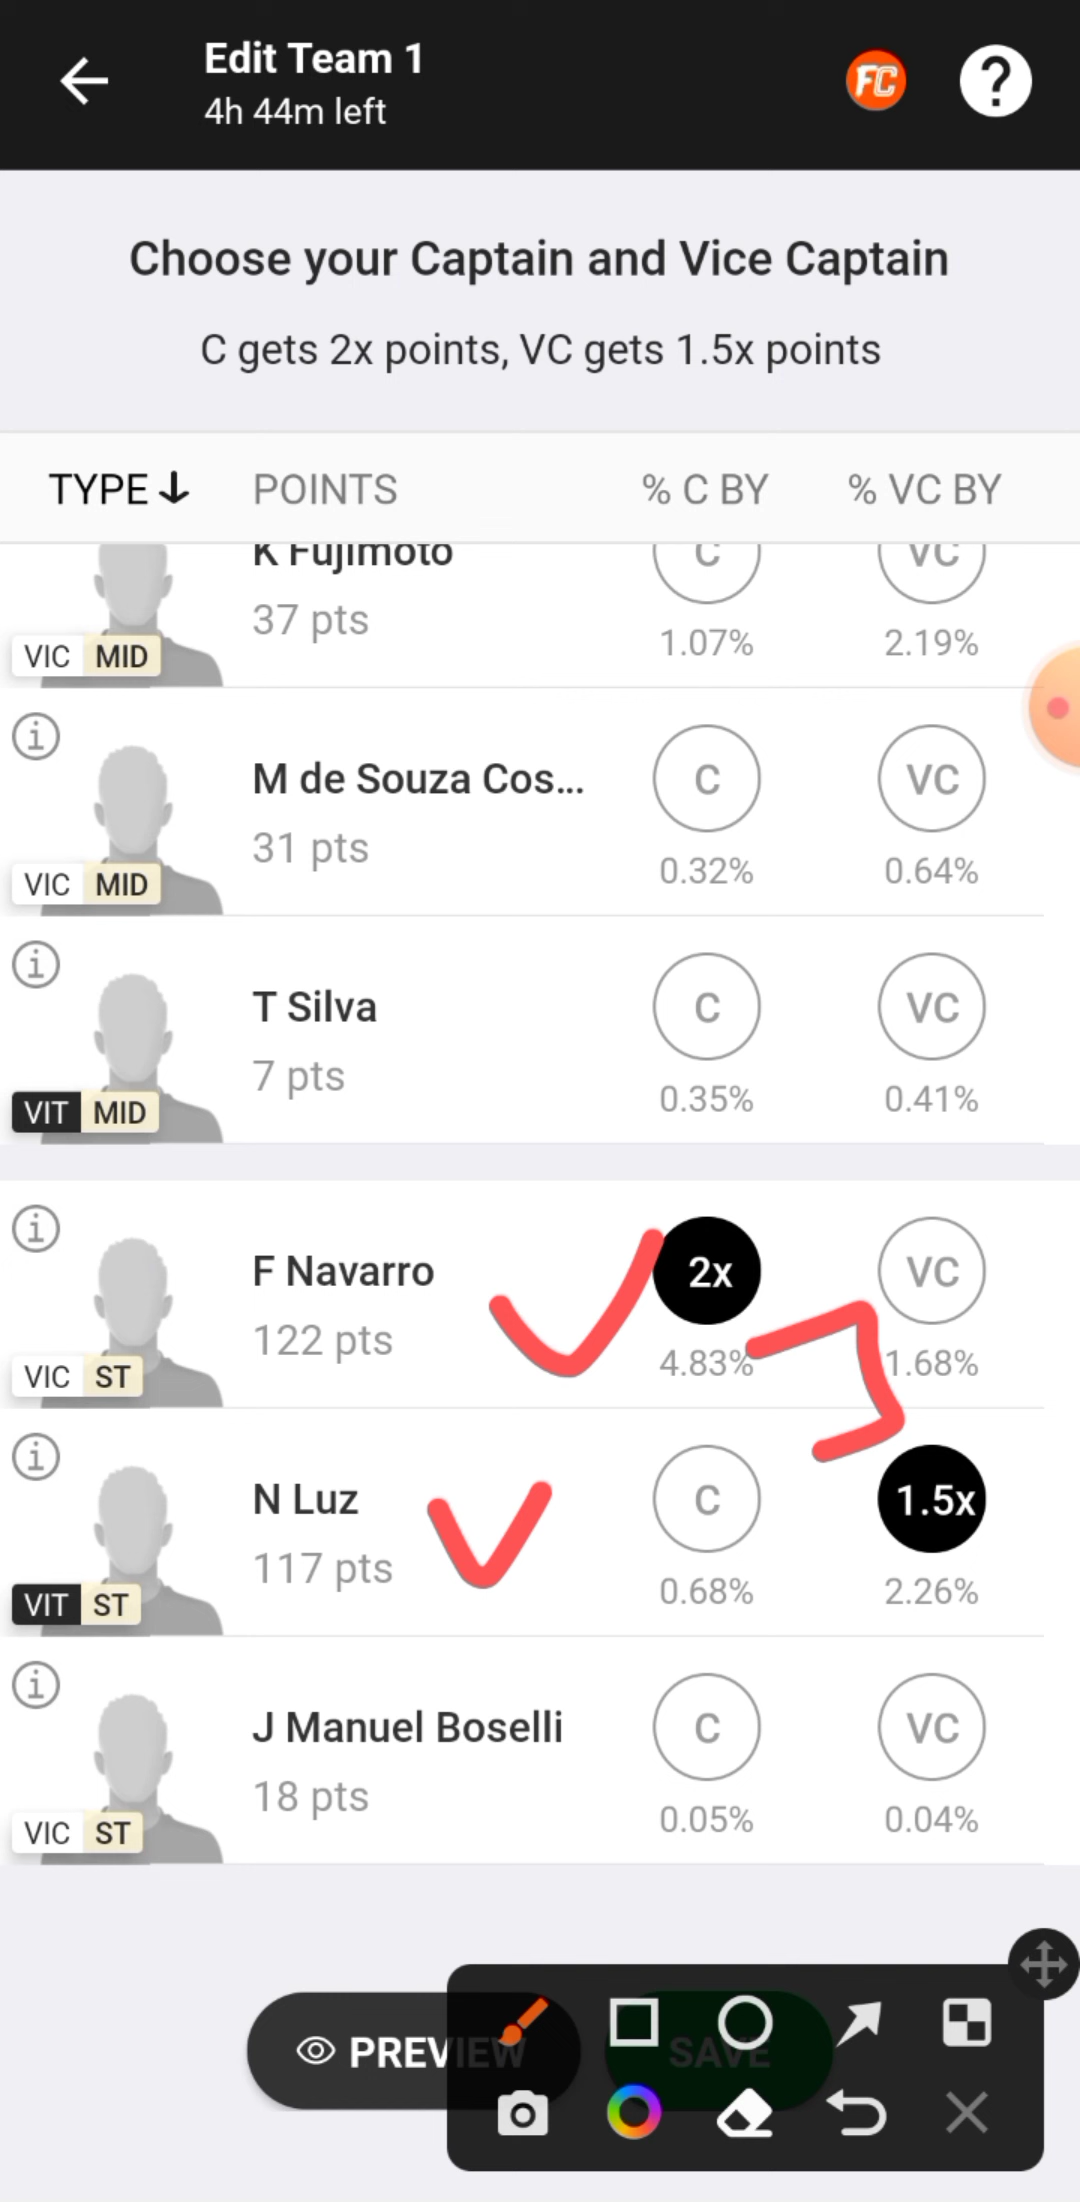 Edit Team 1
4h 44m left
FC
?
Choose your Captain and Vice Captain
C gets 2x points, VC gets 1.5x points
TYPE POINTS % C BY % VC BY
K Fujimoto C VC
37 pts 1.07% 2.19%
VIC MID
i
M de Souza Cos... C VC
31 pts 0.32% 0.64%
VIC MID
i
T Silva C VC
7 pts 0.35% 0.41%
VIT MID
i
F Navarro 2x VC
122 pts 4.83% 1.68%
VIC ST
i
N Luz C 1.5x
117 pts 0.68% 2.26%
VIT ST
i
J Manuel Boselli C VC
18 pts 0.05% 0.04%
VIC ST
PREVIEW SAVE